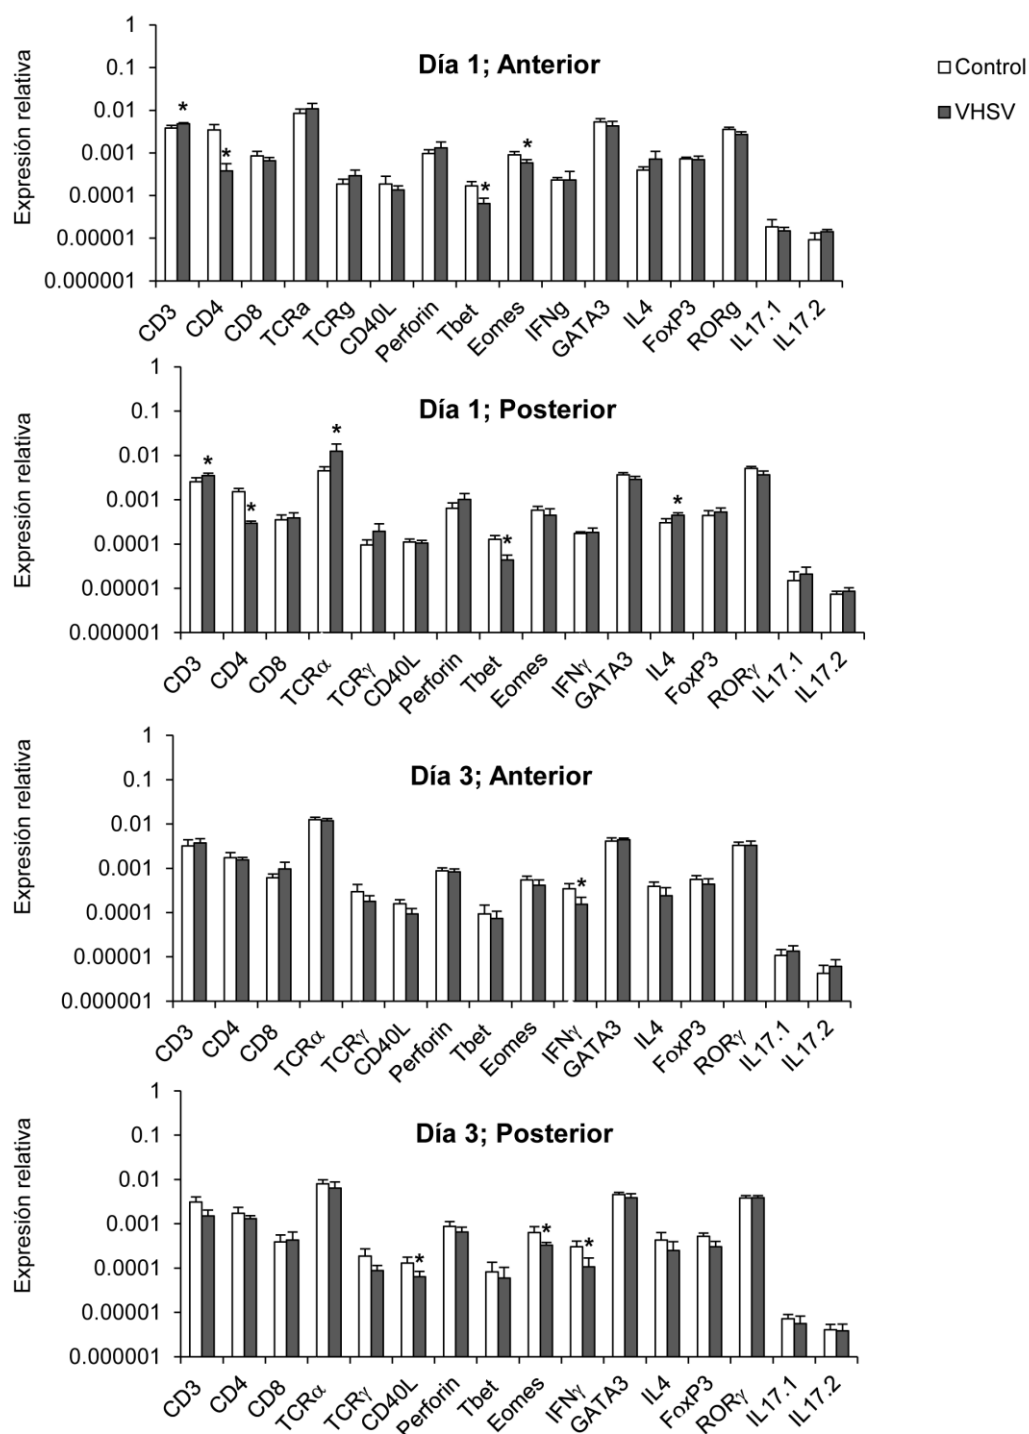 Día 1; Anterior
Control
VHSV
Expresión relativa
1
0.1
0.01
0.001
0.0001
0.00001
0.000001
* * * *
CD3 CD4 CD8 TCRa TCRg CD40L Perforin Tbet Eomes IFNg GATA3 IL4 FoxP3 RORg IL17.1 IL17.2
Día 1; Posterior
Expresión relativa
1
0.1
0.01
0.001
0.0001
0.00001
0.000001
* * * * *
CD3 CD4 CD8 TCRα TCRγ CD40L Perforin Tbet Eomes IFNγ GATA3 IL4 FoxP3 RORγ IL17.1 IL17.2
Día 3; Anterior
Expresión relativa
1
0.1
0.01
0.001
0.0001
0.00001
0.000001
*
CD3 CD4 CD8 TCRα TCRγ CD40L Perforin Tbet Eomes IFNγ GATA3 IL4 FoxP3 RORγ IL17.1 IL17.2
Día 3; Posterior
Expresión relativa
1
0.1
0.01
0.001
0.0001
0.00001
0.000001
* * *
CD3 CD4 CD8 TCRα TCRγ CD40L Perforin Tbet Eomes IFNγ GATA3 IL4 FoxP3 RORγ IL17.1 IL17.2